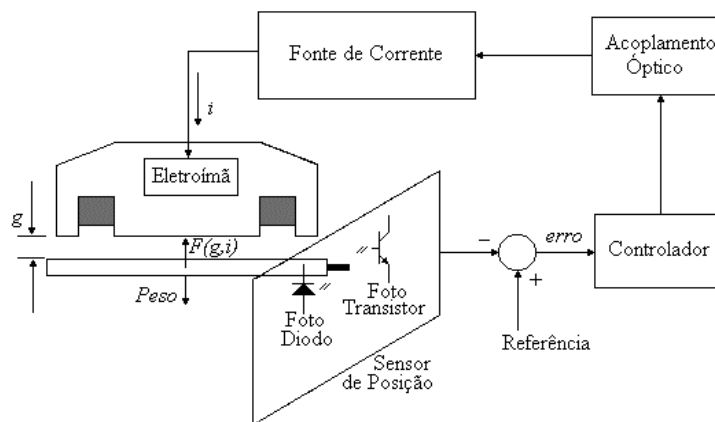 Fonte de Corrente
Acoplamento
Óptico
i
Eletroímã
g
F(g,i)
Peso
Foto
Diodo
Foto
Transistor
Sensor
de Posição
−
+
erro
Referência
Controlador